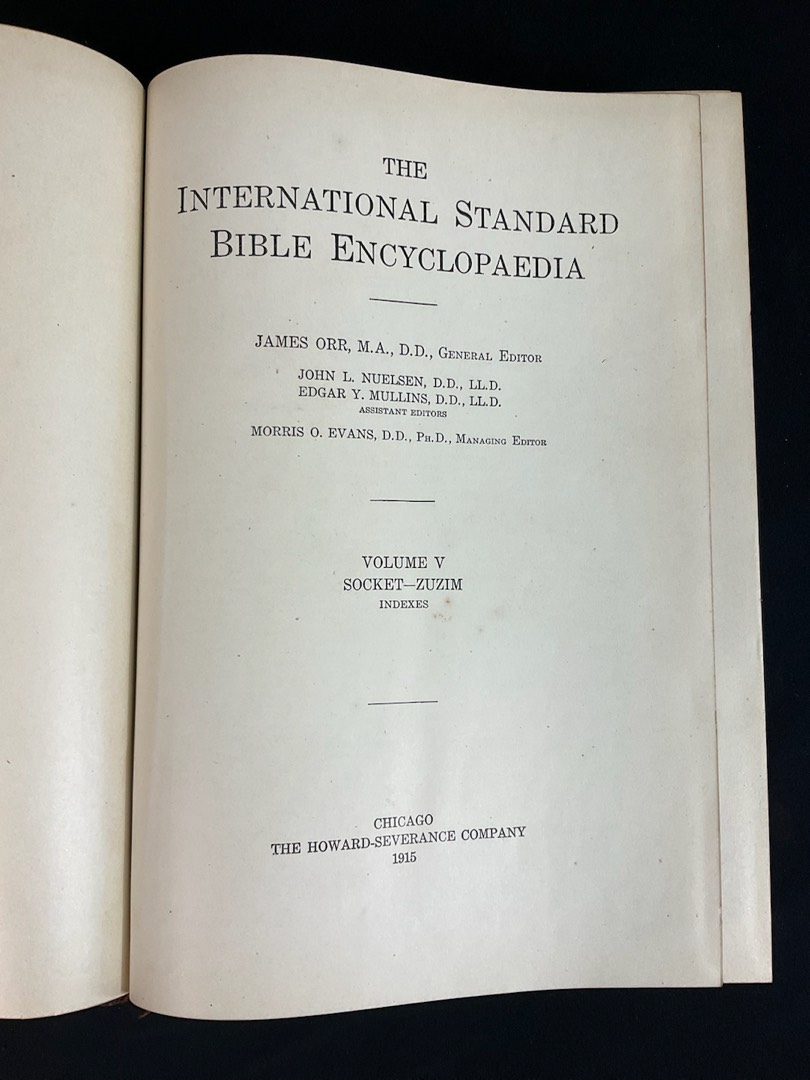 THE
INTERNATIONAL STANDARD
BIBLE ENCYCLOPAEDIA
JAMES ORR, M.A., D.D., GENERAL EDITOR
JOHN L. NUELSEN, D.D., LL.D.
EDGAR Y. MULLINS, D.D., LL.D.
ASSISTANT EDITORS
MORRIS O. EVANS, D.D., PH.D., MANAGING EDITOR
VOLUME V
SOCKET—ZUZIM
INDEXES
CHICAGO
THE HOWARD-SEVERANCE COMPANY
1915